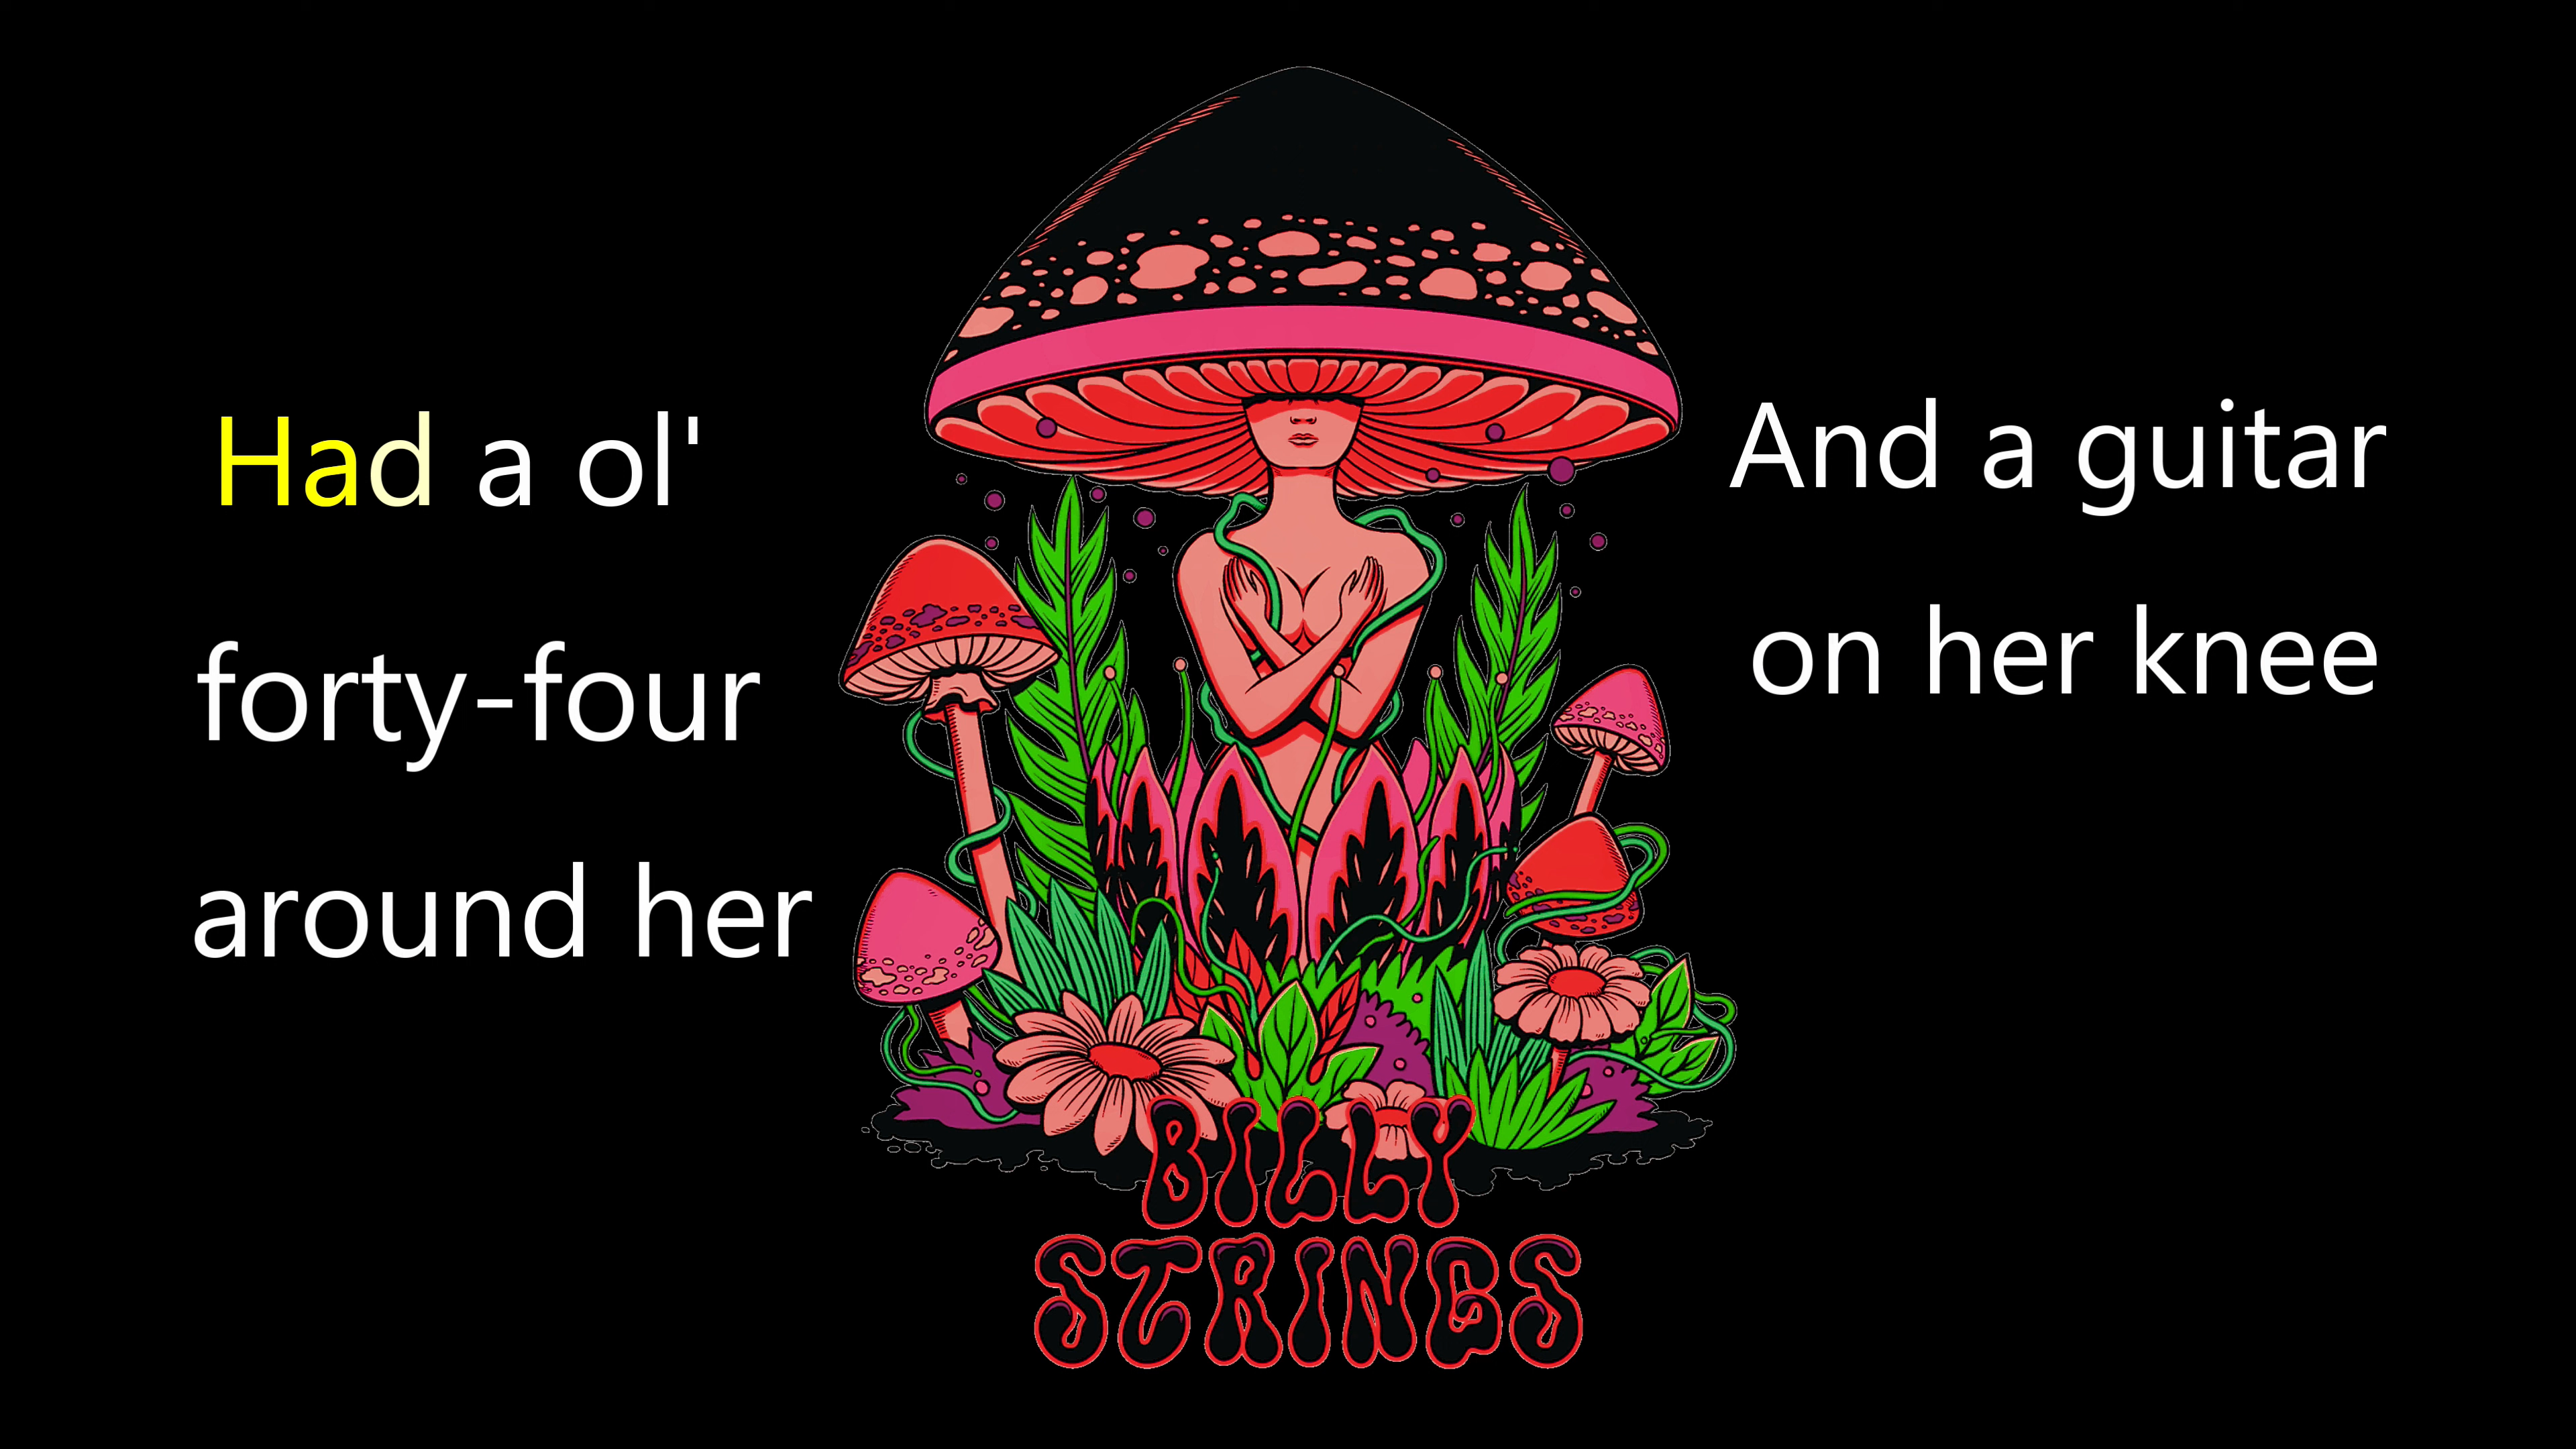 Had a ol'
forty-four
around her
And a guitar
on her knee
BILLY
STRINGS